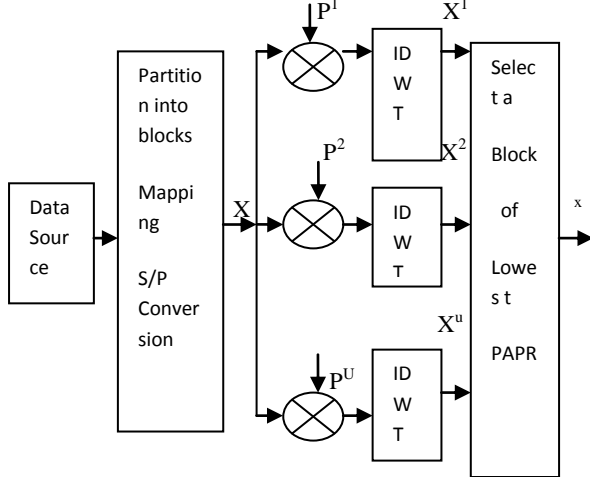 Data
Sour
ce
Partitio
n into
blocks
Mappi
ng
S/P
Conver
sion
X
P¹
ID
W
T
X¹
P²
ID
W
T
X²
Pᵁ
ID
W
T
Xᵘ
Selec
t a
Block
of
Lowe
st
PAPR
x